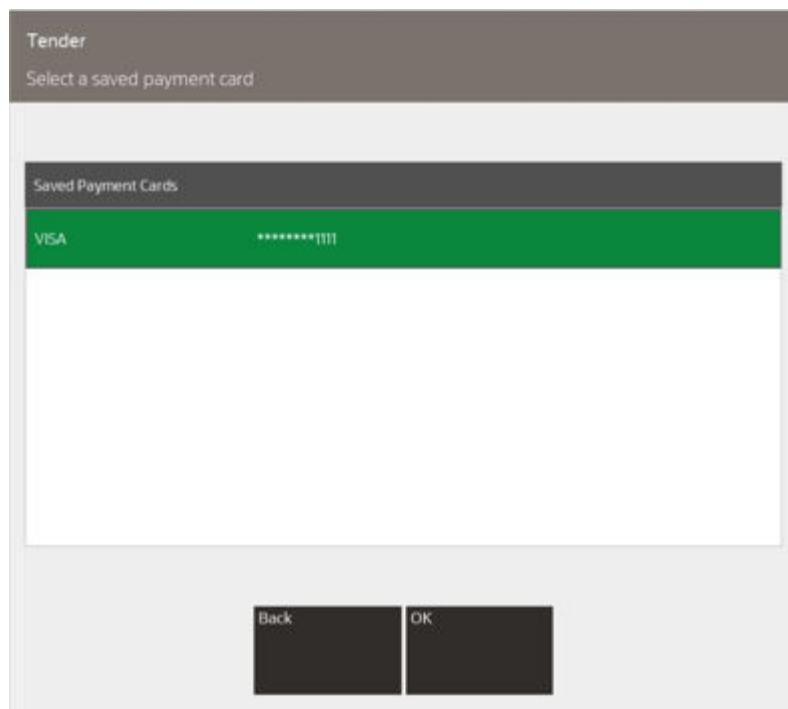 Tender
Select a saved payment card
Saved Payment Cards
VISA ********1111
Back OK